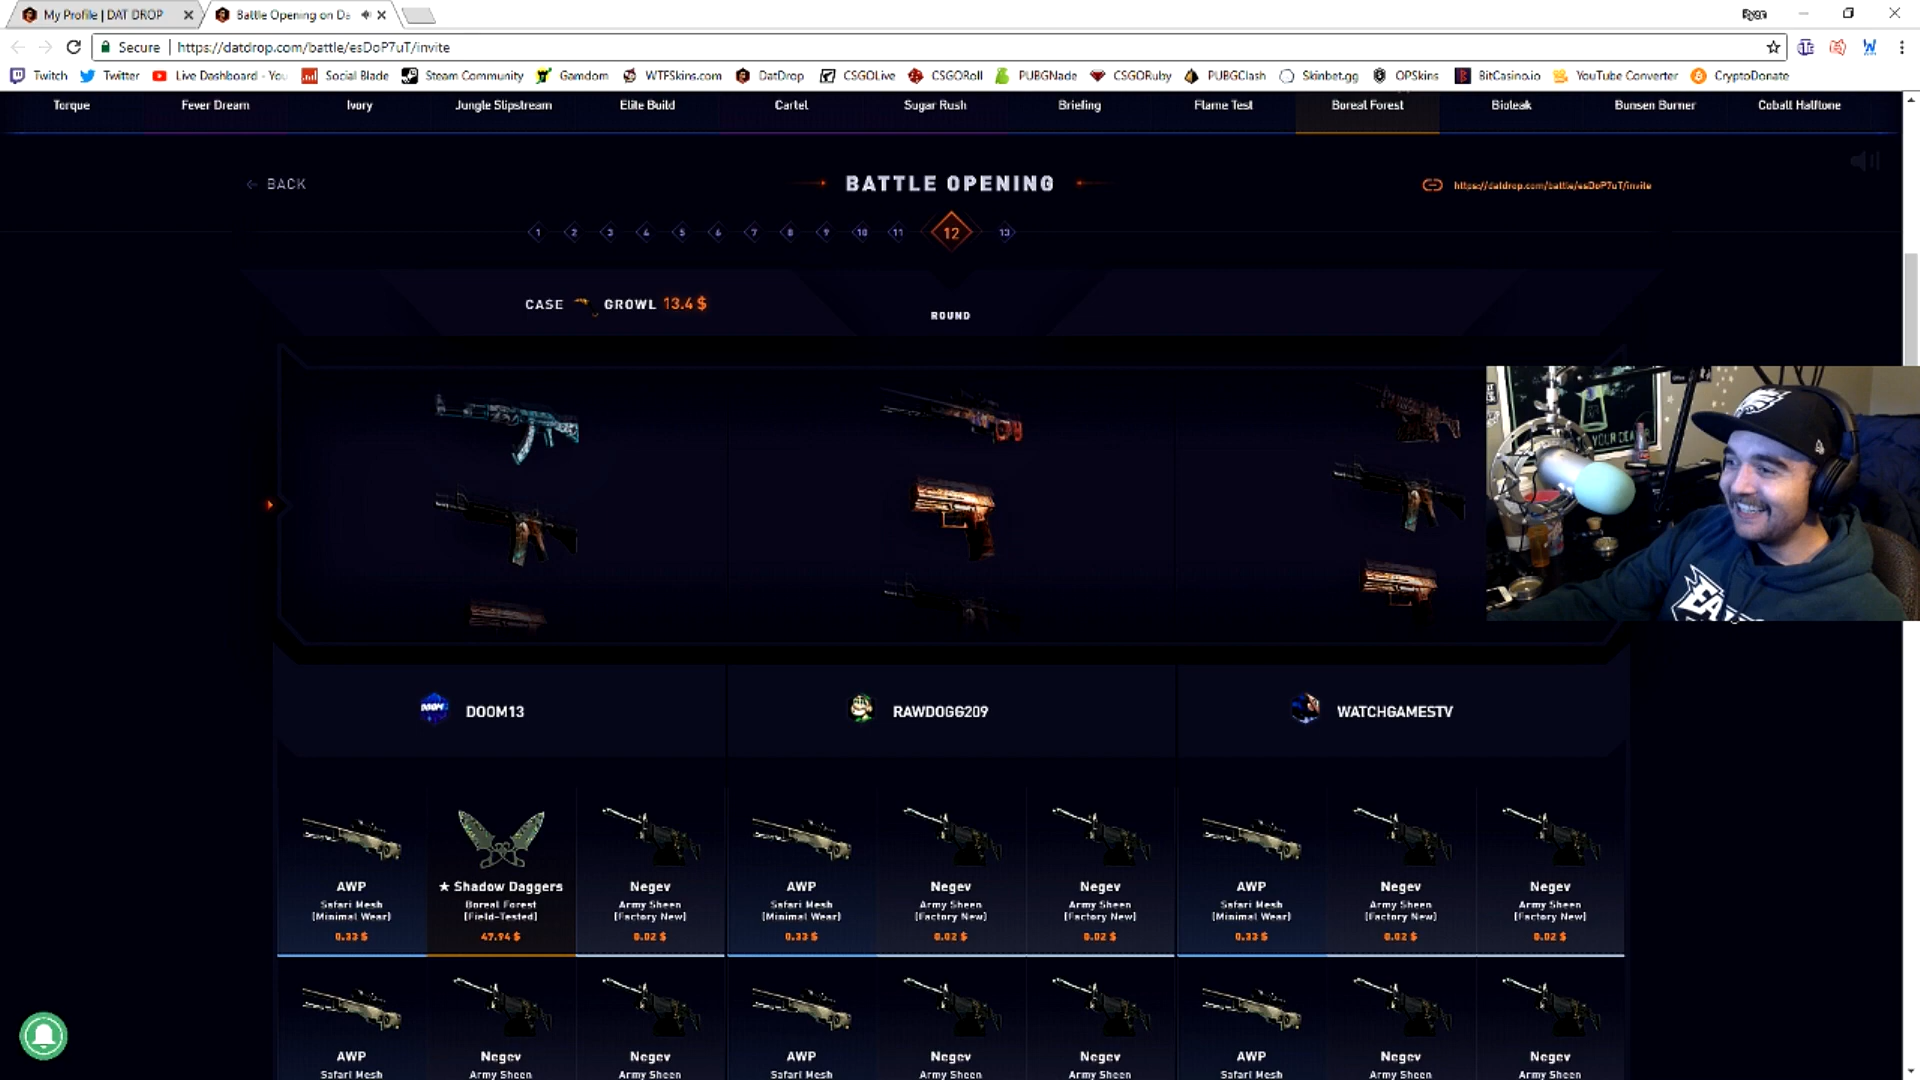 My Profile | DAT DROP
Battle Opening on Da
Ryan
Secure
https://datdrop.com/battle/esDoP7uT/invite
Twitch
Twitter
Live Dashboard - You
Social Blade
Steam Community
Gamdom
WTFSkins.com
DatDrop
CSGOLive
CSGORoll
PUBGNade
CSGORuby
PUBGClash
Skinbet.gg
OPSkins
BitCasino.io
YouTube Converter
CryptoDonate
Torque
Fever Dream
Ivory
Jungle Slipstream
Elite Build
Cartel
Sugar Rush
Briefing
Flame Test
Boreal Forest
Bioleak
Bunsen Burner
Cobalt Halftone
BACK
BATTLE OPENING
https://datdrop.com/battle/esDoP7uT/invite
1 2 3 4 5 6 7 8 9 10 11 12 13
CASE GROWL 13.4 $
ROUND
YOUR DEA
DOOM13
RAWDOGG209
WATCHGAMESTV
AWP
Safari Mesh
(Minimal Wear)
0.33 $
★ Shadow Daggers
Boreal Forest
(Field-Tested)
47.94 $
Negev
Army Sheen
(Factory New)
0.02 $
AWP
Safari Mesh
(Minimal Wear)
0.33 $
Negev
Army Sheen
(Factory New)
0.02 $
Negev
Army Sheen
(Factory New)
0.02 $
AWP
Safari Mesh
(Minimal Wear)
0.33 $
Negev
Army Sheen
(Factory New)
0.02 $
Negev
Army Sheen
(Factory New)
0.02 $
AWP
Safari Mesh
Negev
Army Sheen
Negev
Army Sheen
AWP
Safari Mesh
Negev
Army Sheen
Negev
Army Sheen
AWP
Safari Mesh
Negev
Army Sheen
Negev
Army Sheen